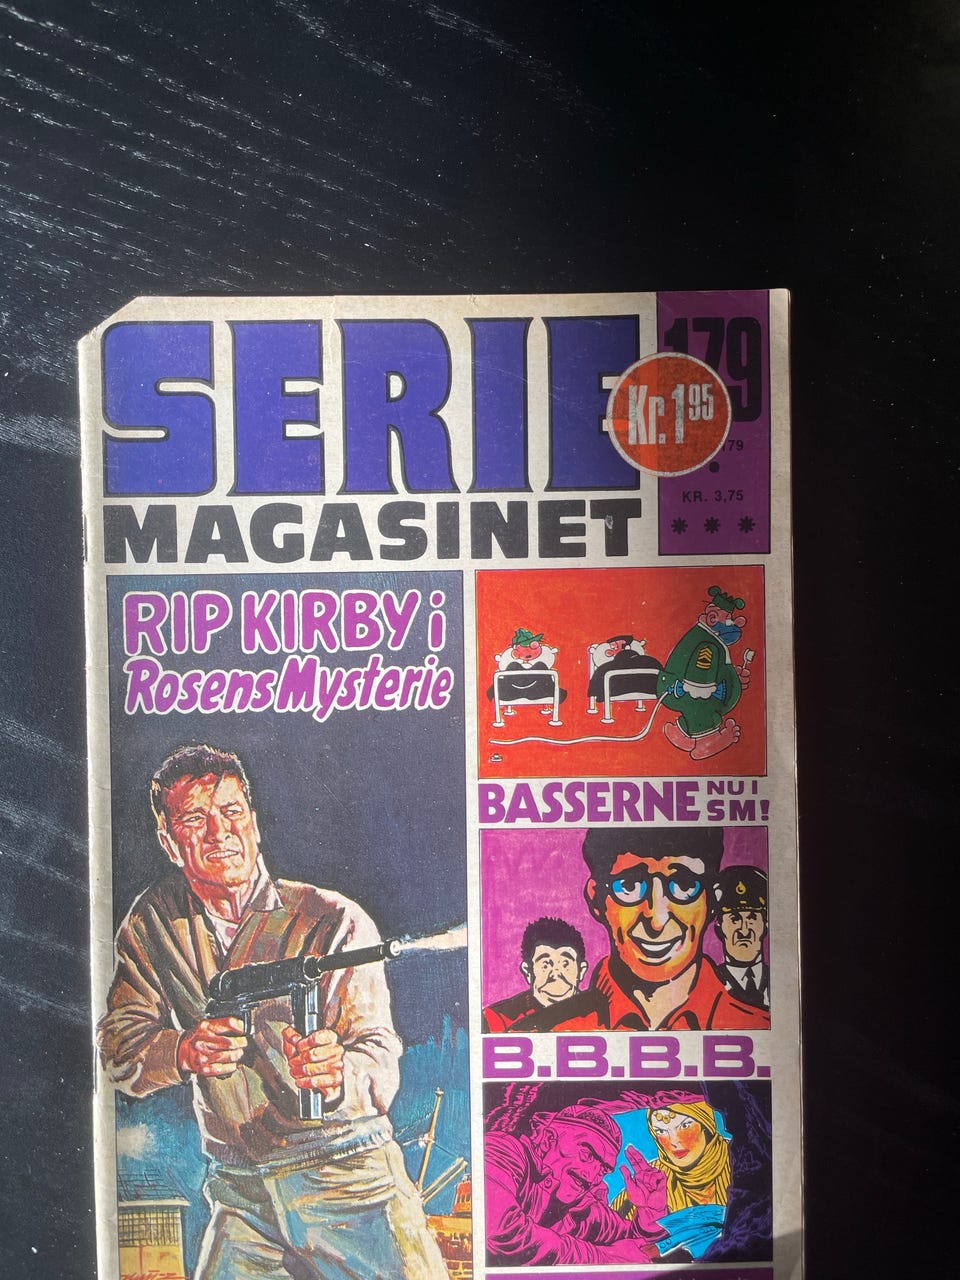 SERIE
MAGASINET
179
Kr. 1 95
179
KR. 3,75
* * *
RIP KIRBY i
Rosens Mysterie
BASSERNE NU I
SM!
B.B.B.B.